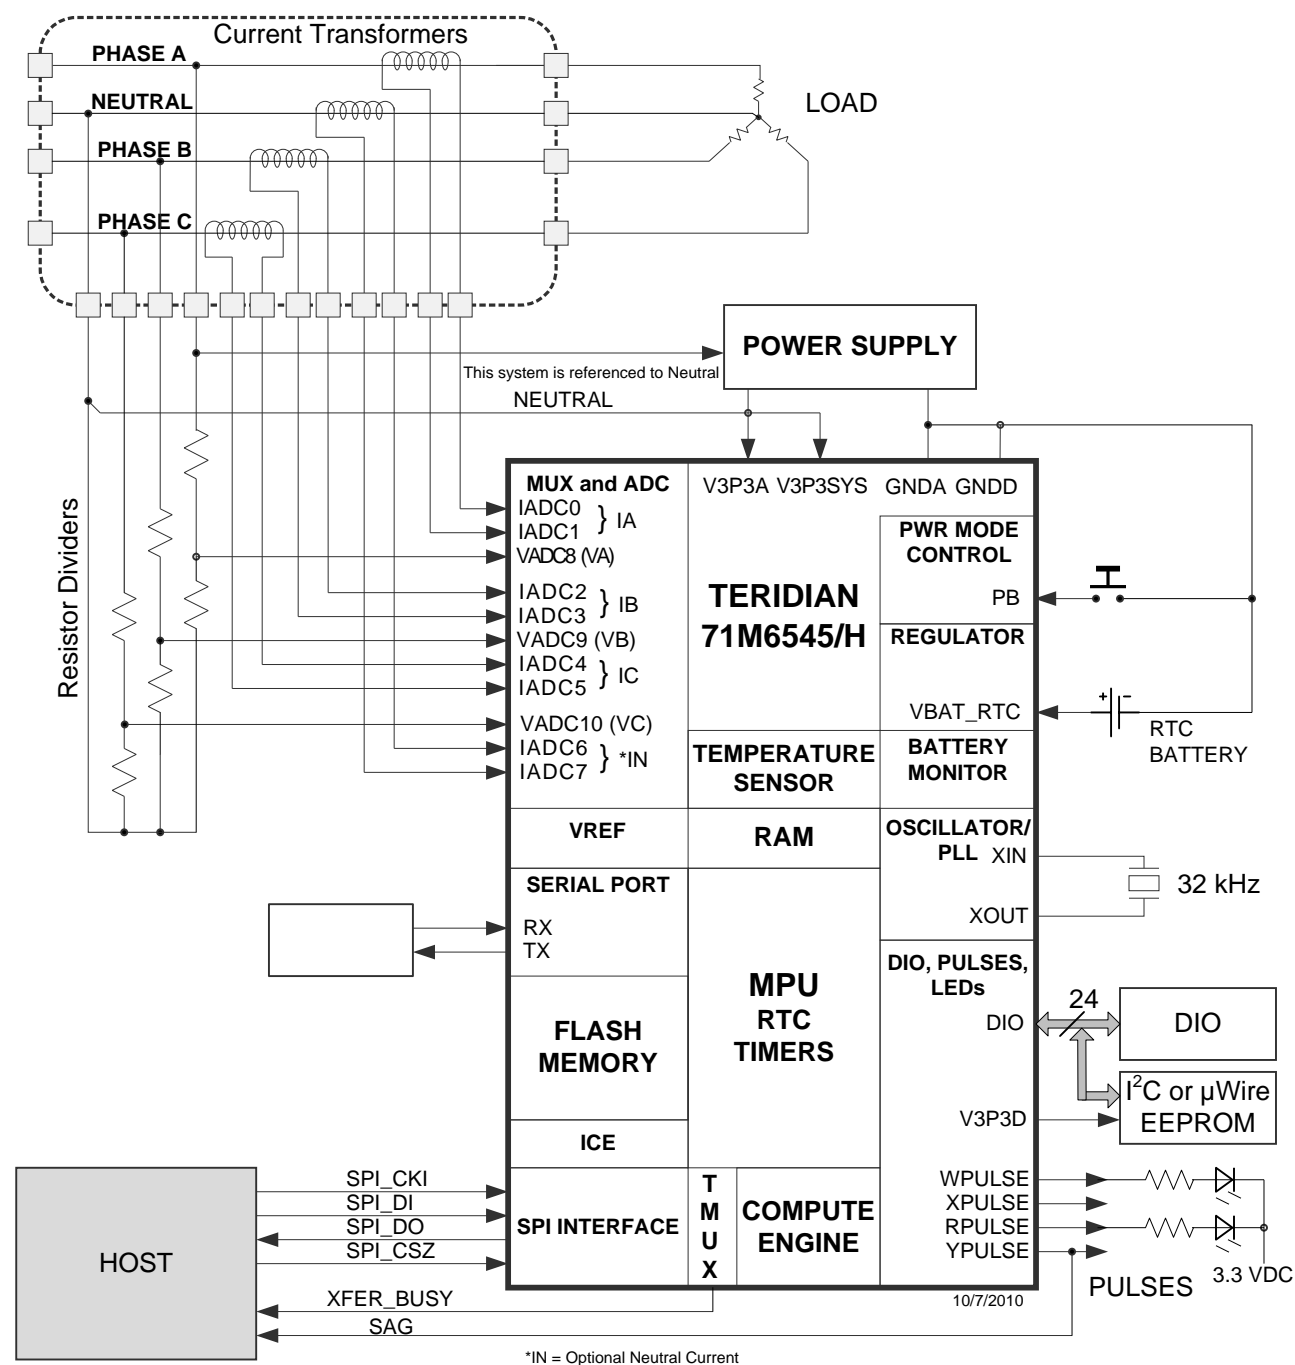 Current Transformers
PHASE A
NEUTRAL
PHASE B
PHASE C
LOAD
POWER SUPPLY
This system is referenced to Neutral
NEUTRAL
Resistor Dividers
MUX and ADC
IADC0
IADC1
} IA
VADC8 (VA)
IADC2
IADC3
} IB
VADC9 (VB)
IADC4
IADC5
} IC
VADC10 (VC)
IADC6
IADC7
} *IN
V3P3A V3P3SYS GNDA GNDD
TERIDIAN
71M6545/H
PWR MODE
CONTROL
PB
REGULATOR
VBAT_RTC
+ –
RTC
BATTERY
TEMPERATURE
SENSOR
BATTERY
MONITOR
VREF
RAM
OSCILLATOR/
PLL XIN
XOUT
32 kHz
SERIAL PORT
RX
TX
MPU
RTC
TIMERS
DIO, PULSES,
LEDs
DIO
24
DIO
I²C or µWire
EEPROM
V3P3D
FLASH
MEMORY
ICE
HOST
SPI_CKI
SPI_DI
SPI_DO
SPI_CSZ
SPI INTERFACE
T
M
U
X
COMPUTE
ENGINE
WPULSE
XPULSE
RPULSE
YPULSE
PULSES
3.3 VDC
XFER_BUSY
SAG
10/7/2010
*IN = Optional Neutral Current